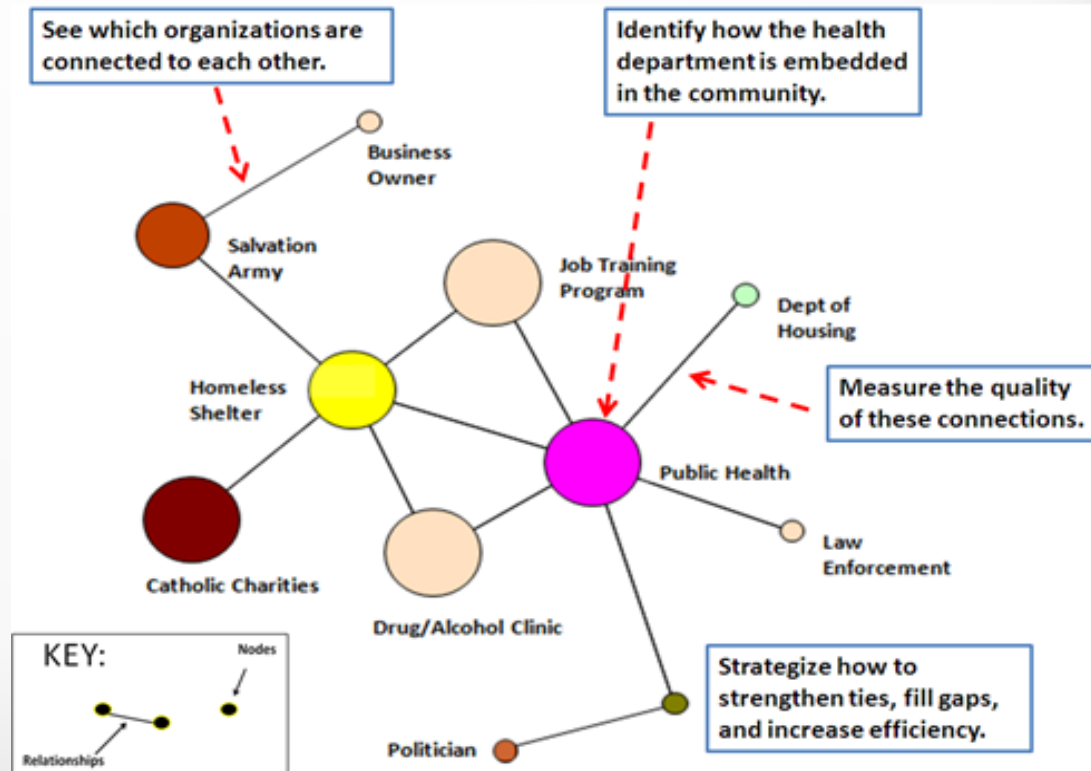 See which organizations are
connected to each other.
Identify how the health
department is embedded
in the community.
Business
Owner
Salvation
Army
Job Training
Program
Dept of
Housing
Homeless
Shelter
Measure the quality
of these connections.
Public Health
Law
Enforcement
Catholic Charities
Drug/Alcohol Clinic
KEY:
Nodes
Relationships
Strategize how to
strengthen ties, fill gaps,
and increase efficiency.
Politician